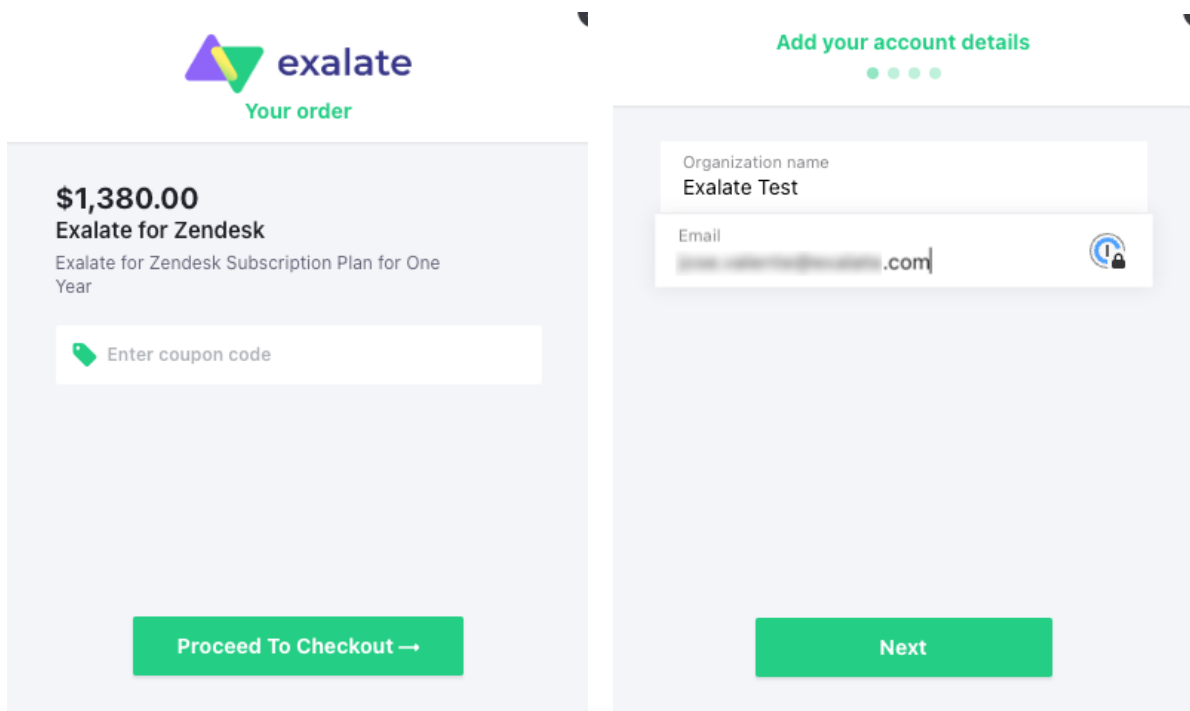 exalate
Your order
$1,380.00
Exalate for Zendesk
Exalate for Zendesk Subscription Plan for One
Year
Enter coupon code
Proceed To Checkout →
Add your account details
Organization name
Exalate Test
Email
.com
Next